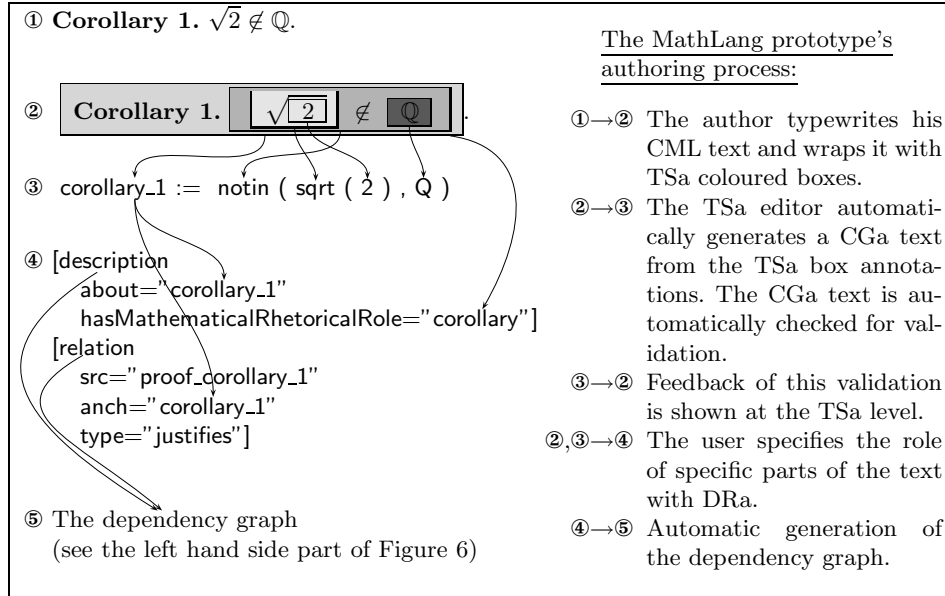 ① Corollary 1. √2 ∉ ℚ.
② Corollary 1. √2 ∉ ℚ.
③ corollary_1 := notin ( sqrt ( 2 ) , Q )
④ [description
about="corollary_1"
hasMathematicalRhetoricalRole="corollary"]
[relation
src="proof_corollary_1"
anch="corollary_1"
type="justifies"]
⑤ The dependency graph
(see the left hand side part of Figure 6)
The MathLang prototype's
authoring process:
①→② The author typewrites his
CML text and wraps it with
TSa coloured boxes.
②→③ The TSa editor automati-
cally generates a CGa text
from the TSa box annota-
tions. The CGa text is au-
tomatically checked for val-
idation.
③→② Feedback of this validation
is shown at the TSa level.
②,③→④ The user specifies the role
of specific parts of the text
with DRa.
④→⑤ Automatic generation of
the dependency graph.